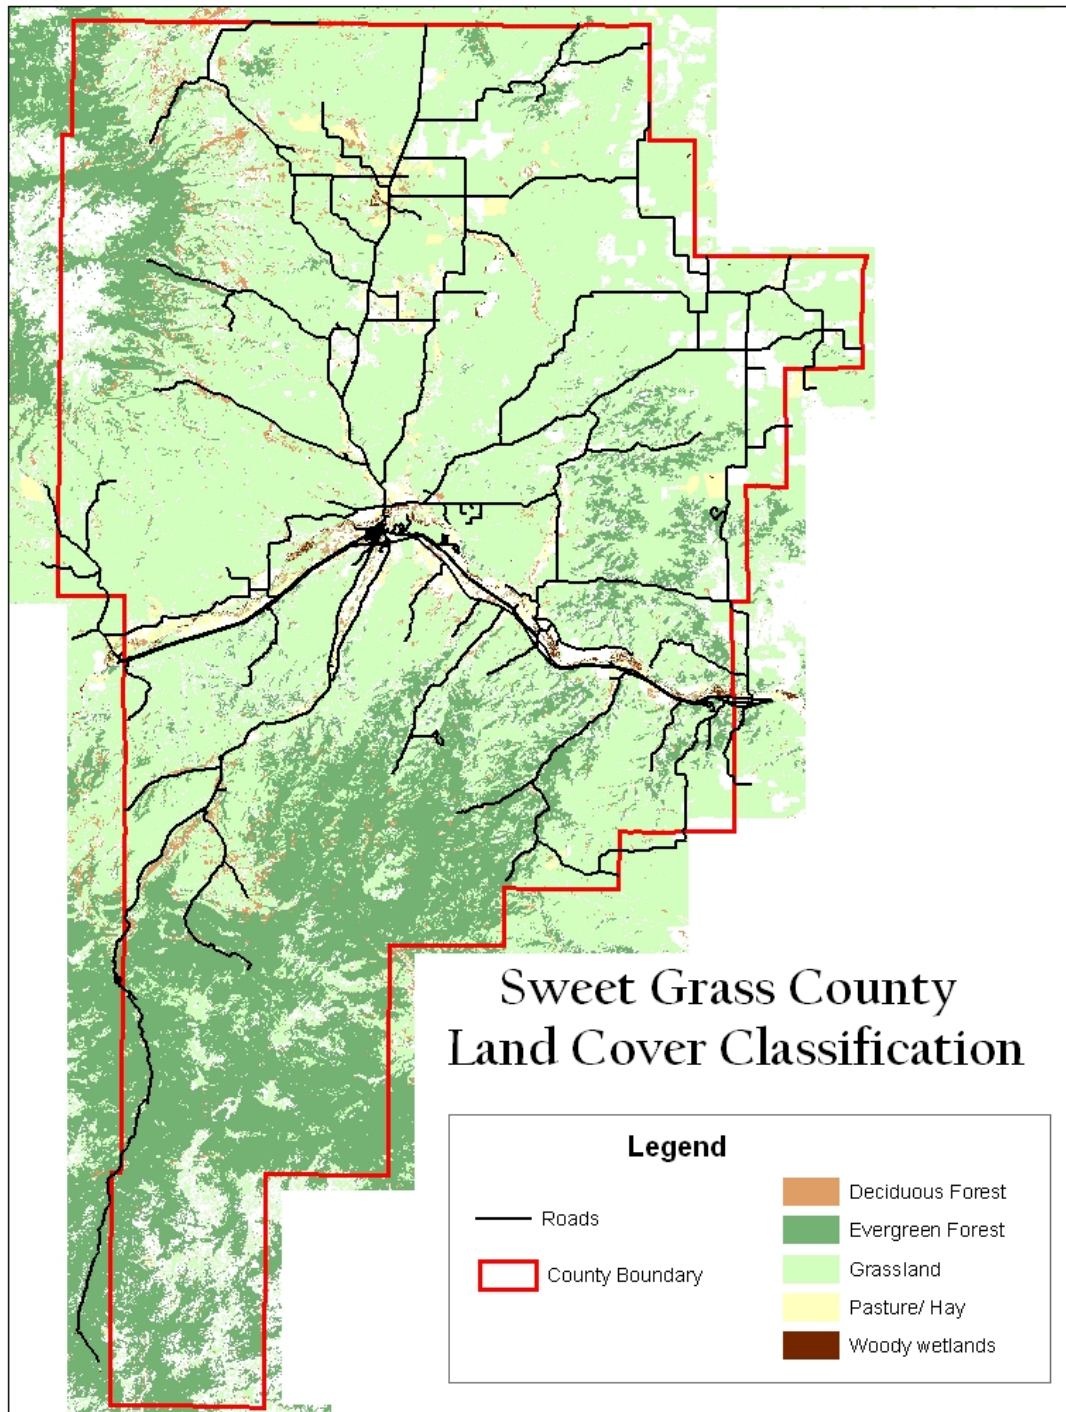 Sweet Grass County
Land Cover Classification
Legend
Roads
County Boundary
Deciduous Forest
Evergreen Forest
Grassland
Pasture/ Hay
Woody wetlands